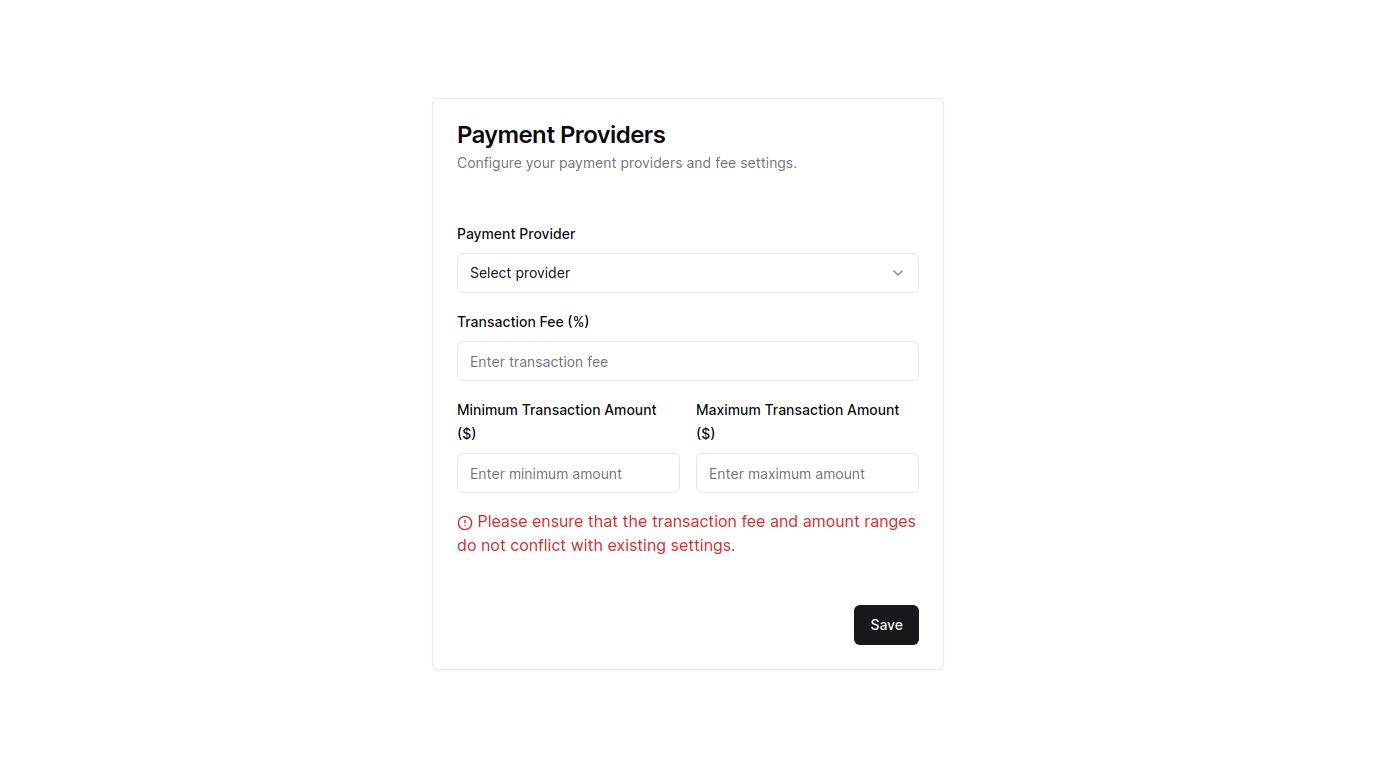 Payment Providers
Configure your payment providers and fee settings.
Payment Provider
Select provider
Transaction Fee (%)
Enter transaction fee
Minimum Transaction Amount
($)
Enter minimum amount
Maximum Transaction Amount
($)
Enter maximum amount
Please ensure that the transaction fee and amount ranges
do not conflict with existing settings.
Save